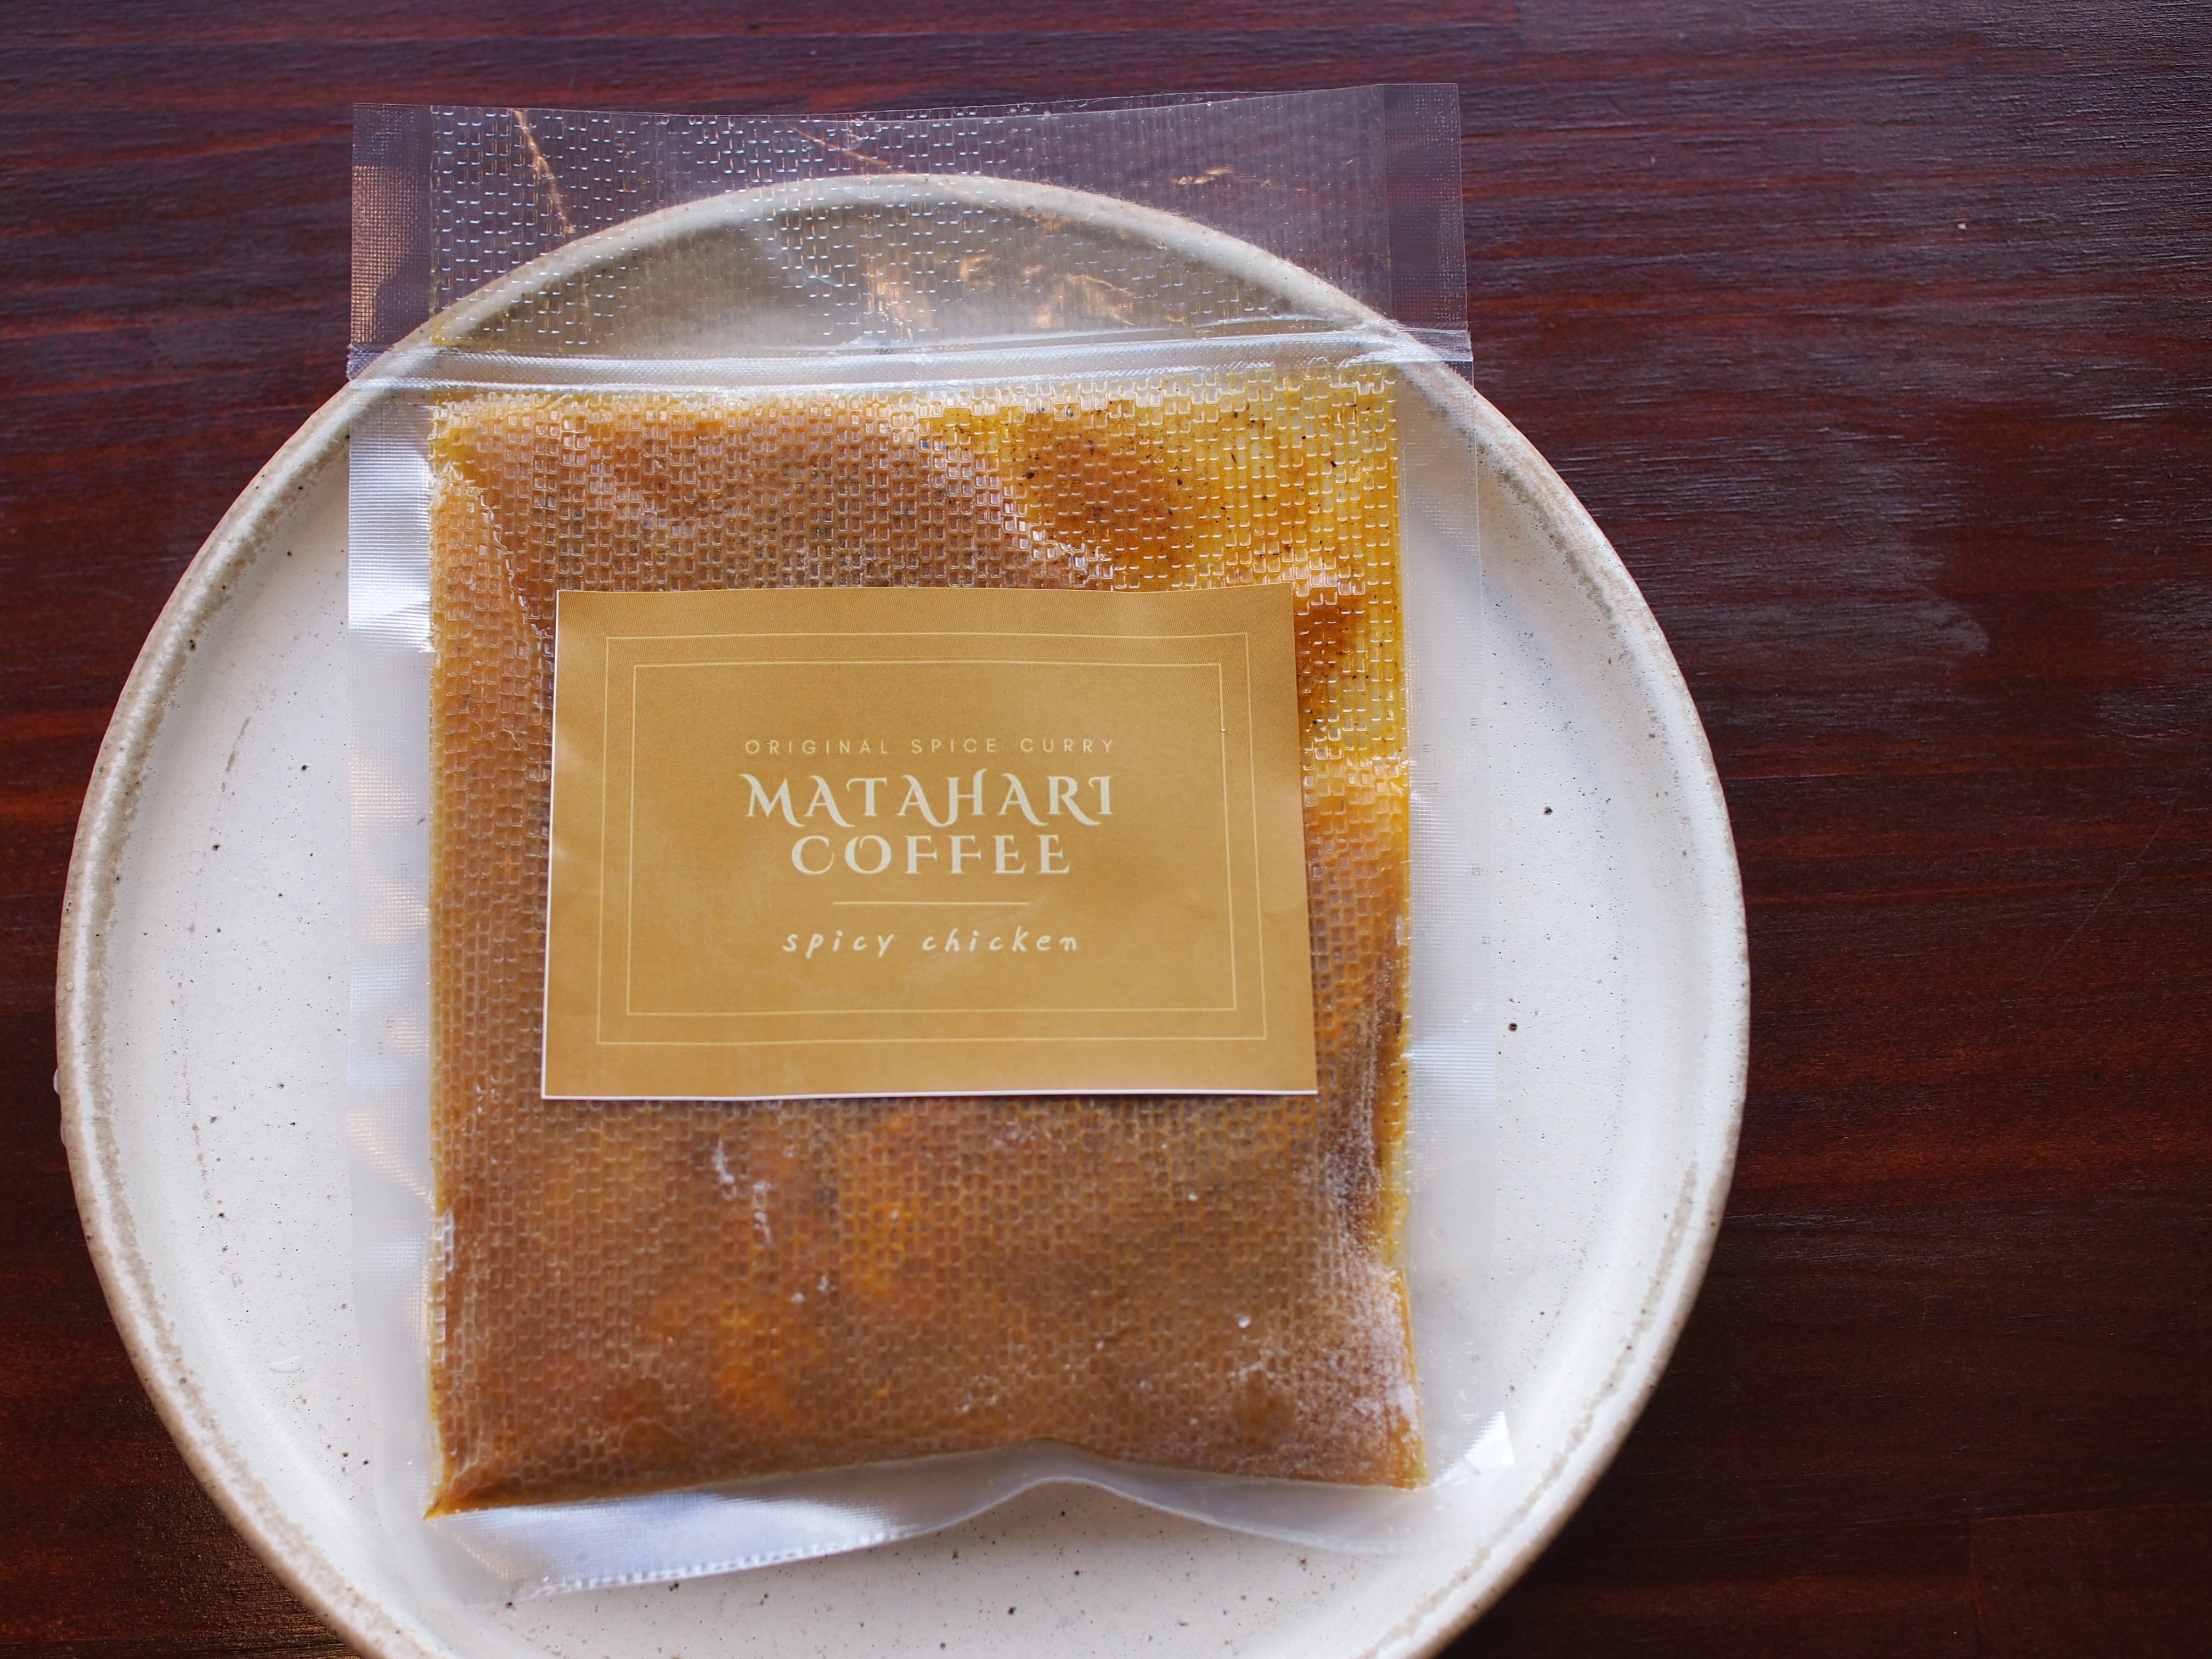 ORIGINAL SPICE CURRY
MATAHARI
COFFEE
spicy chicken